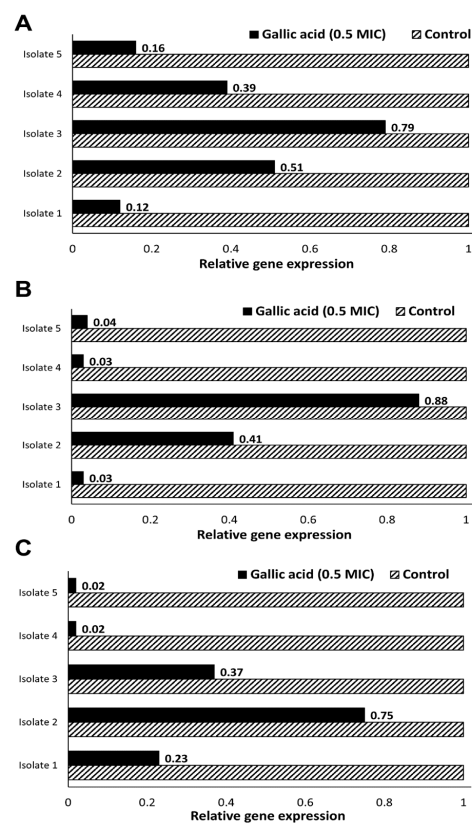 A
Gallic acid (0.5 MIC) Control
Isolate 5 0.16
Isolate 4 0.39
Isolate 3 0.79
Isolate 2 0.51
Isolate 1 0.12
0 0.2 0.4 0.6 0.8 1
Relative gene expression
B
Gallic acid (0.5 MIC) Control
Isolate 5 0.04
Isolate 4 0.03
Isolate 3 0.88
Isolate 2 0.41
Isolate 1 0.03
0 0.2 0.4 0.6 0.8 1
Relative gene expression
C
Gallic acid (0.5 MIC) Control
Isolate 5 0.02
Isolate 4 0.02
Isolate 3 0.37
Isolate 2 0.75
Isolate 1 0.23
0 0.2 0.4 0.6 0.8 1
Relative gene expression